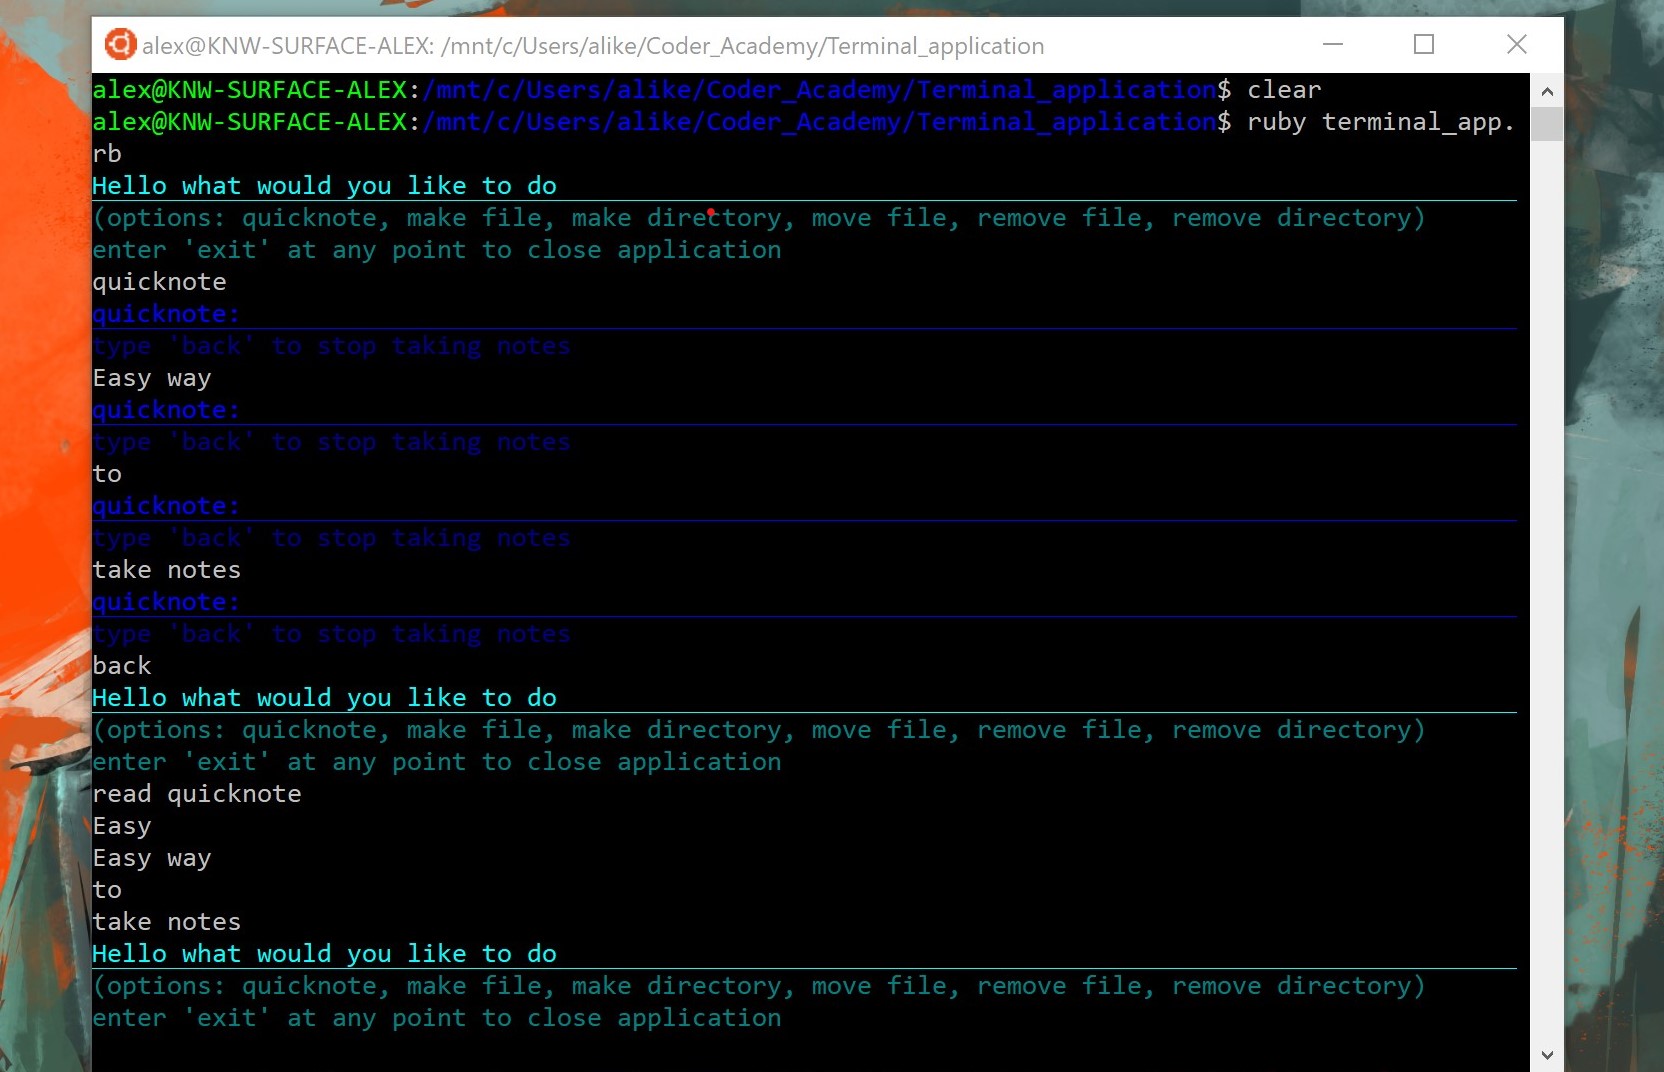 alex@KNW-SURFACE-ALEX: /mnt/c/Users/alike/Coder_Academy/Terminal_application
alex@KNW-SURFACE-ALEX:/mnt/c/Users/alike/Coder_Academy/Terminal_application$ clear
alex@KNW-SURFACE-ALEX:/mnt/c/Users/alike/Coder_Academy/Terminal_application$ ruby terminal_app.
rb
Hello what would you like to do
(options: quicknote, make file, make directory, move file, remove file, remove directory)
enter 'exit' at any point to close application
quicknote
quicknote:
type 'back' to stop taking notes
Easy way
quicknote:
type 'back' to stop taking notes
to
quicknote:
type 'back' to stop taking notes
take notes
quicknote:
type 'back' to stop taking notes
back
Hello what would you like to do
(options: quicknote, make file, make directory, move file, remove file, remove directory)
enter 'exit' at any point to close application
read quicknote
Easy
Easy way
to
take notes
Hello what would you like to do
(options: quicknote, make file, make directory, move file, remove file, remove directory)
enter 'exit' at any point to close application